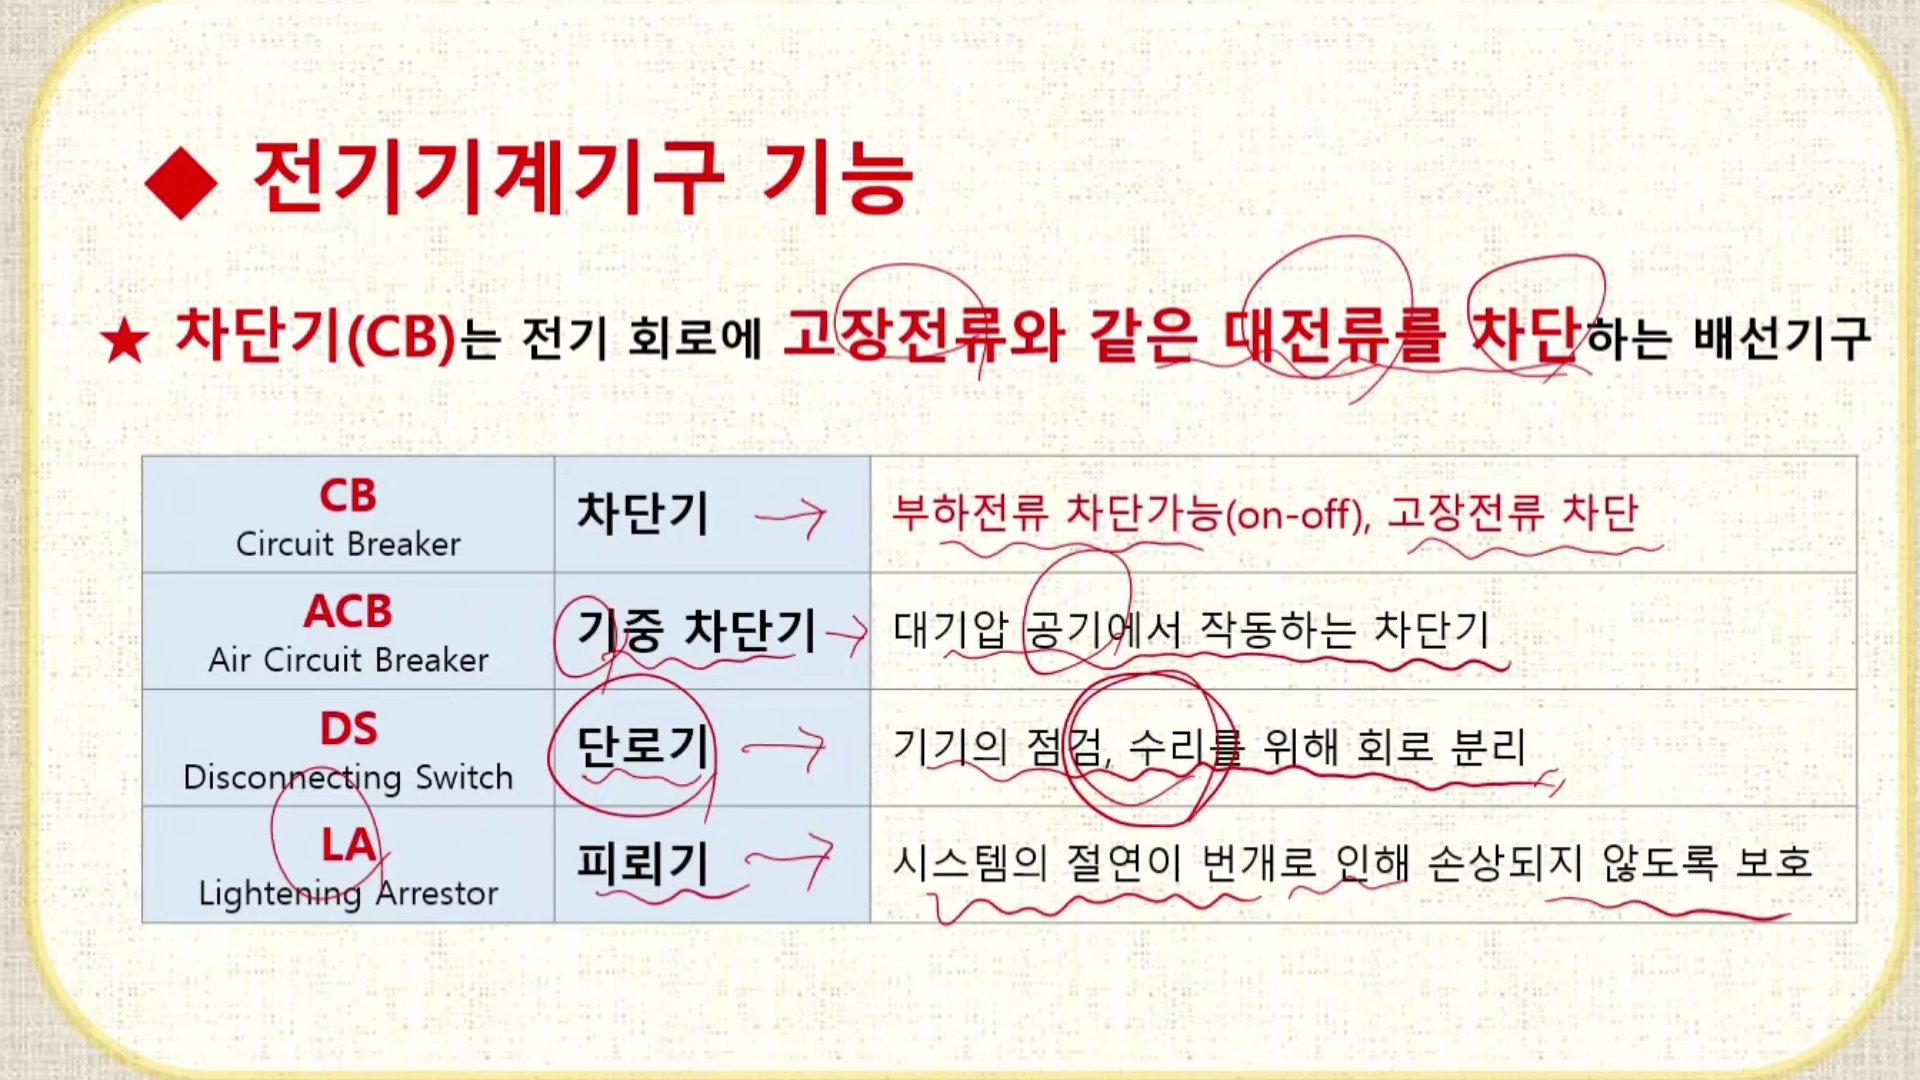 ◆ 전기기계기구 기능
★ 차단기(CB)는 전기 회로에 고장전류와 같은 대전류를 차단하는 배선기구
CB
Circuit Breaker
차단기
부하전류 차단가능(on-off), 고장전류 차단
ACB
Air Circuit Breaker
기중 차단기
대기압 공기에서 작동하는 차단기
DS
Disconnecting Switch
단로기
기기의 점검, 수리를 위해 회로 분리
LA
Lightening Arrestor
피뢰기
시스템의 절연이 번개로 인해 손상되지 않도록 보호